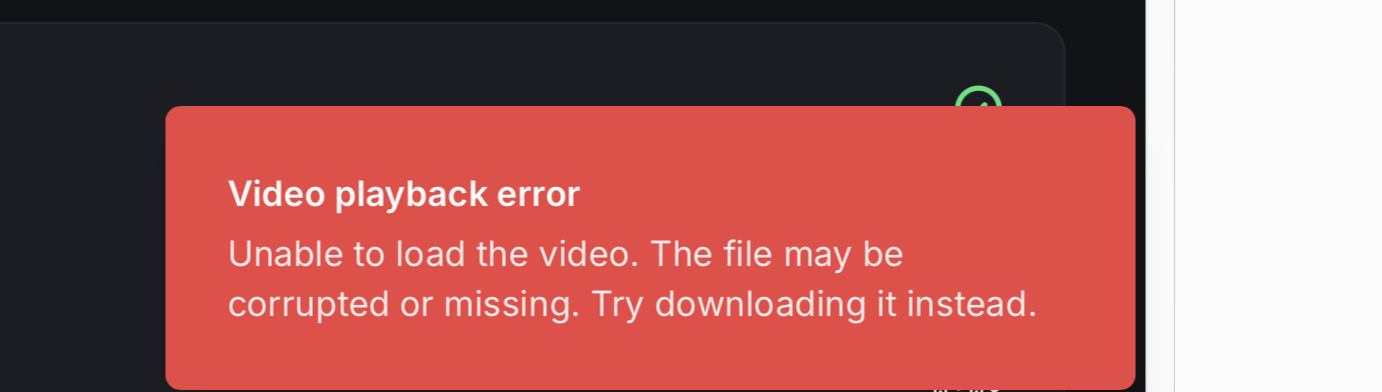 Video playback error
Unable to load the video. The file may be
corrupted or missing. Try downloading it instead.